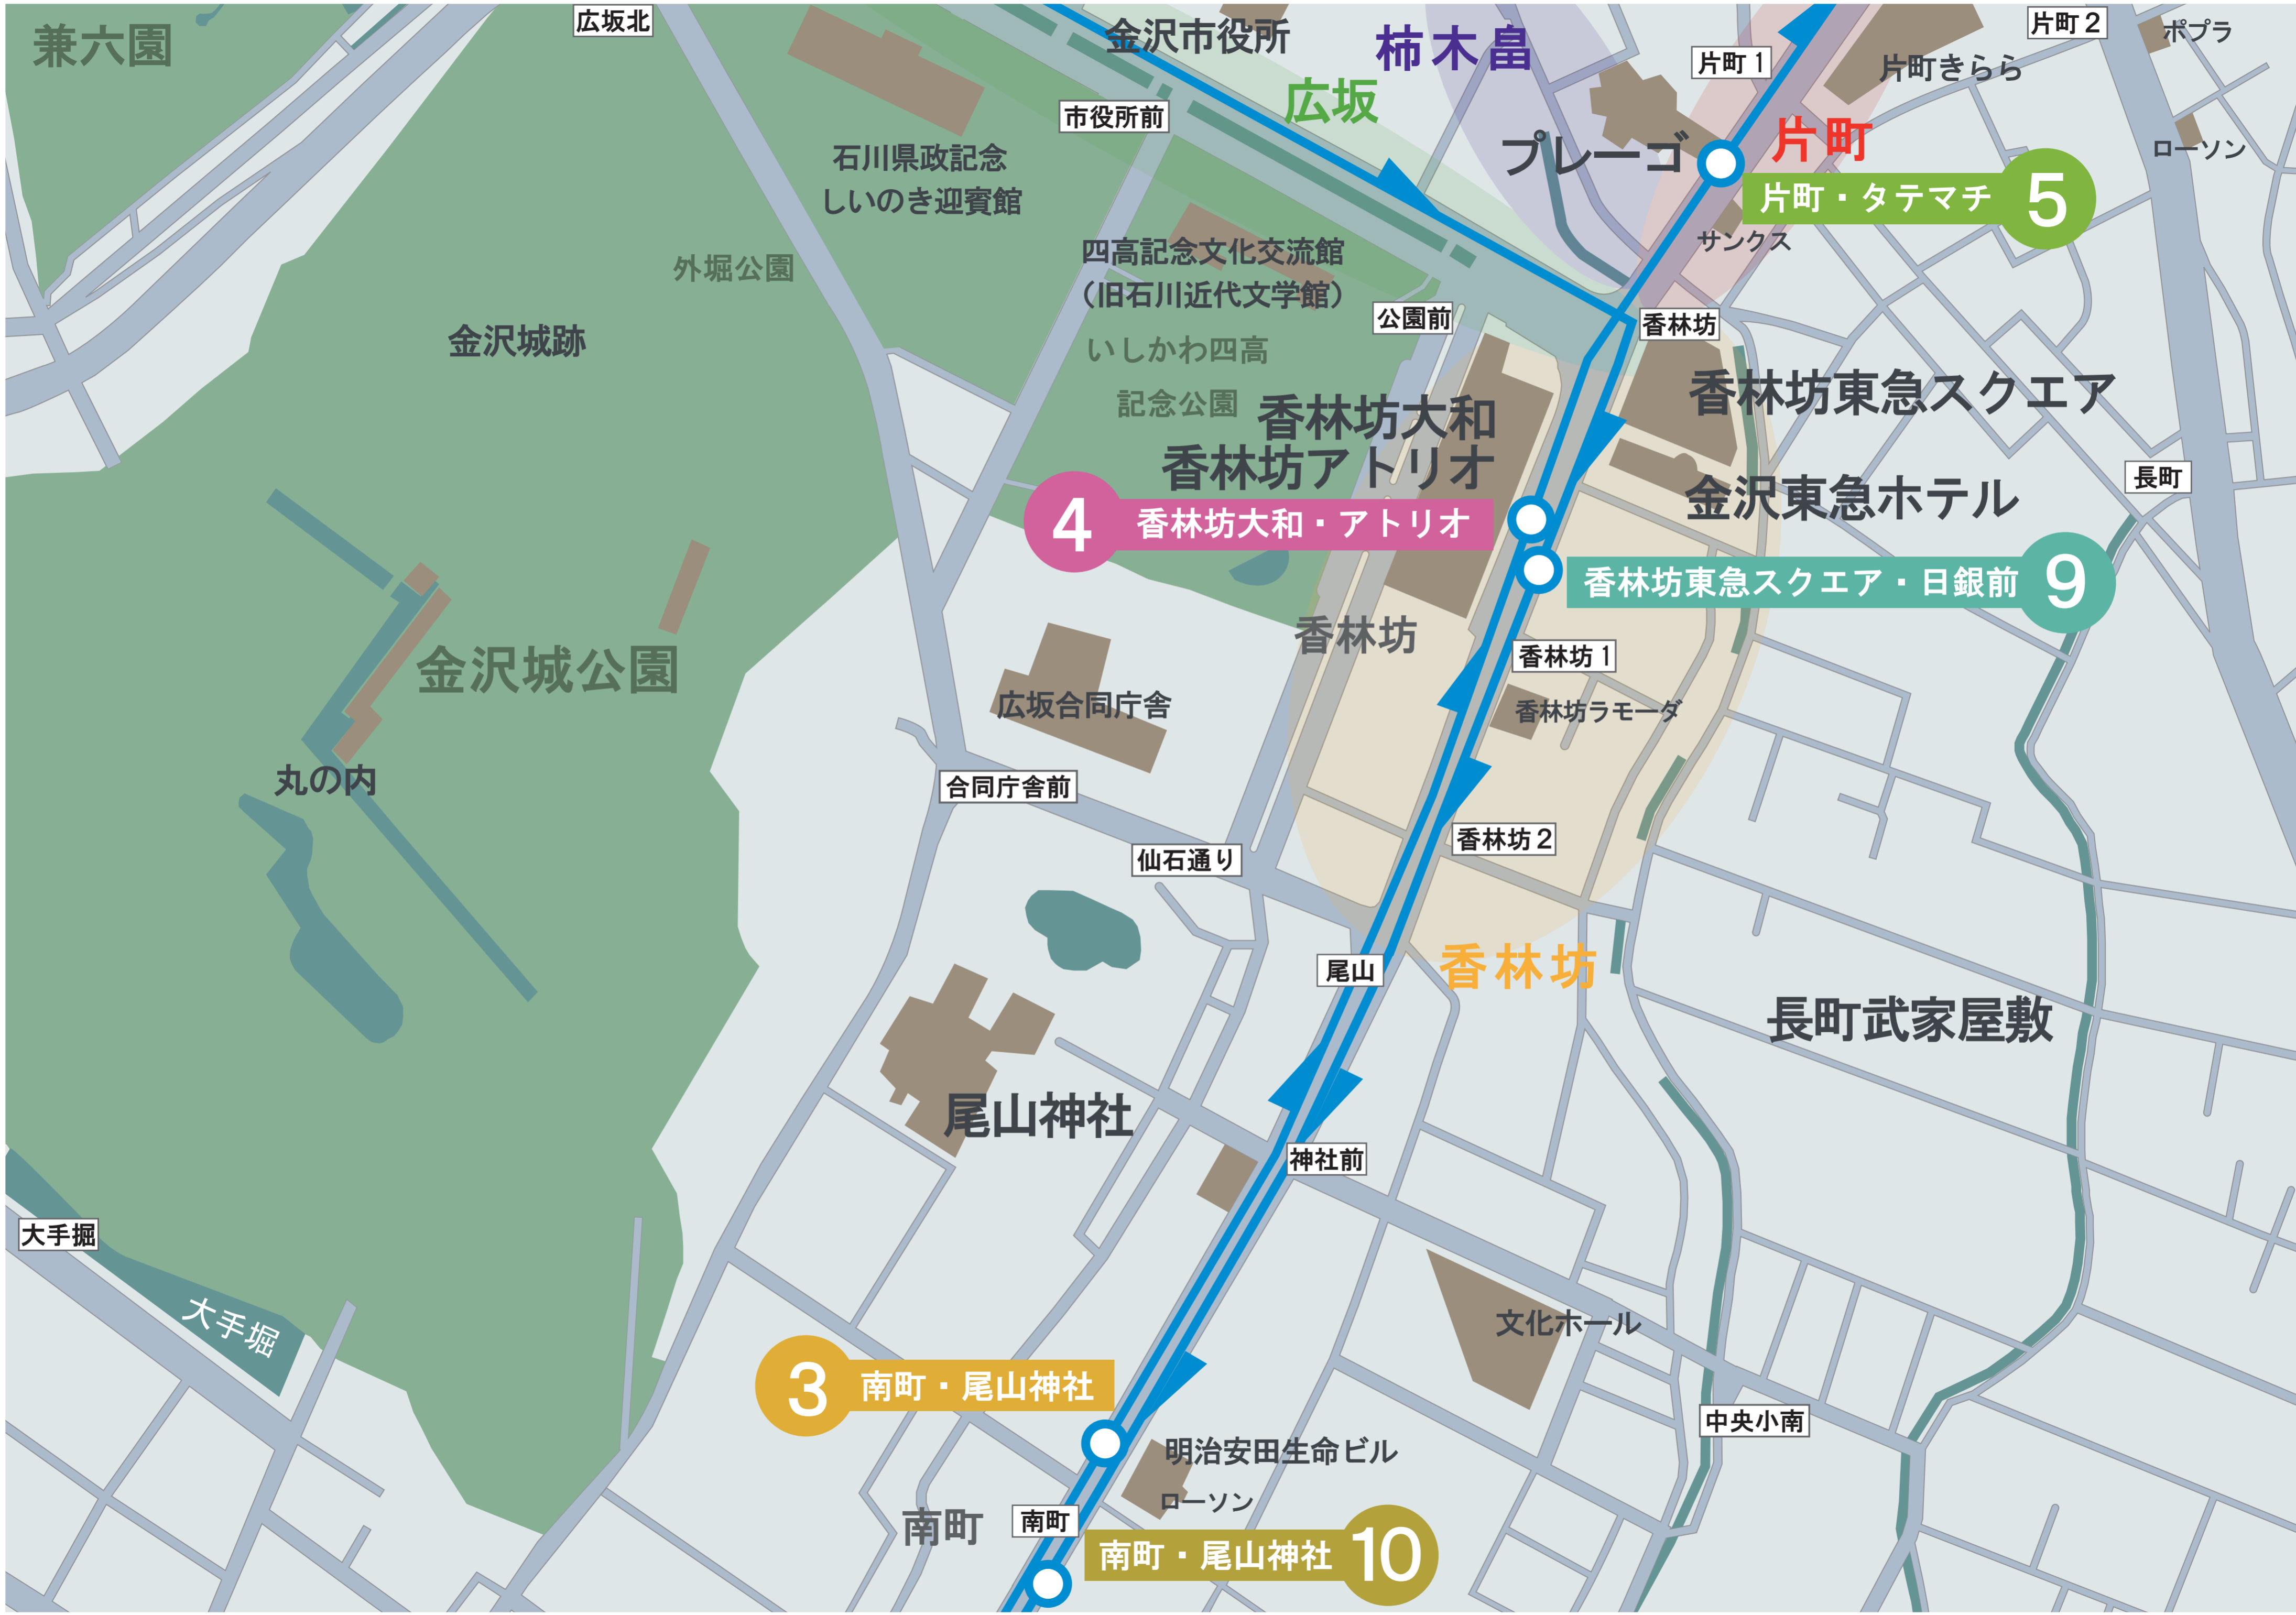 兼六園
広坂北
金沢市役所
柿木畠
片町1
片町きらら
片町2
ポプラ
広坂
市役所前
石川県政記念
しいのき迎賓館
プレーゴ
片町
ローソン
片町・タテマチ 5
サンクス
外堀公園
四高記念文化交流館
（旧石川近代文学館）
公園前
香林坊
金沢城跡
いしかわ四高
記念公園
香林坊大和
香林坊アトリオ
香林坊東急スクエア
4 香林坊大和・アトリオ
金沢東急ホテル
長町
香林坊東急スクエア・日銀前 9
香林坊
香林坊1
金沢城公園
広坂合同庁舎
香林坊ラモーダ
丸の内
合同庁舎前
仙石通り
香林坊2
尾山
香林坊
長町武家屋敷
尾山神社
神社前
大手堀
大手堀
文化ホール
3 南町・尾山神社
中央小南
明治安田生命ビル
ローソン
南町
南町
南町・尾山神社 10